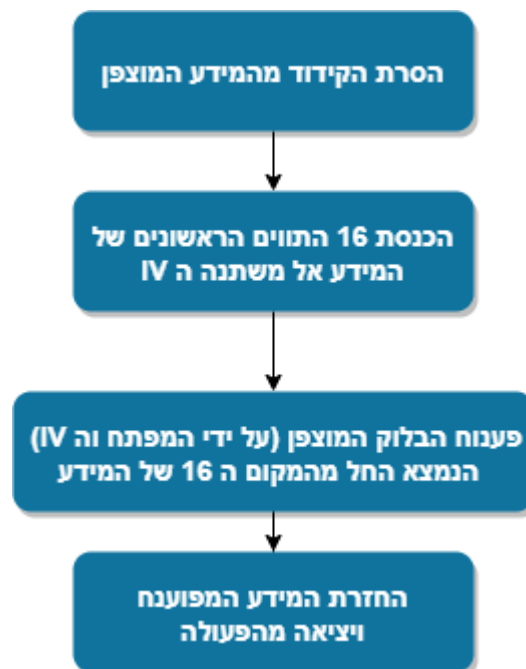 הסרת הקידוד מהמידע המוצפן
הכנסת 16 התווים הראשונים של
המידע אל משתנה ה IV
פענוח הבלוק המוצפן (על ידי המפתח וה IV)
הנמצא החל מהמקום ה 16 של המידע
החזרת המידע המפוענח
ויציאה מהפעולה